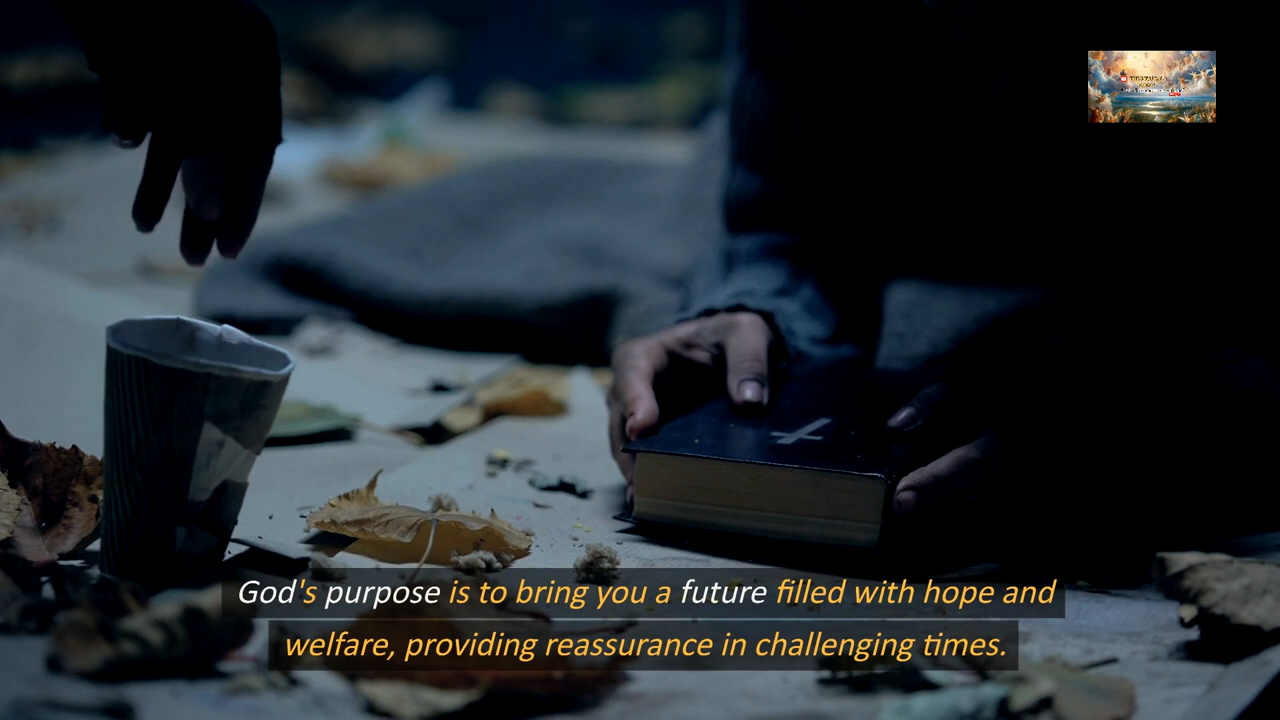 God's purpose is to bring you a future filled with hope and
welfare, providing reassurance in challenging times.